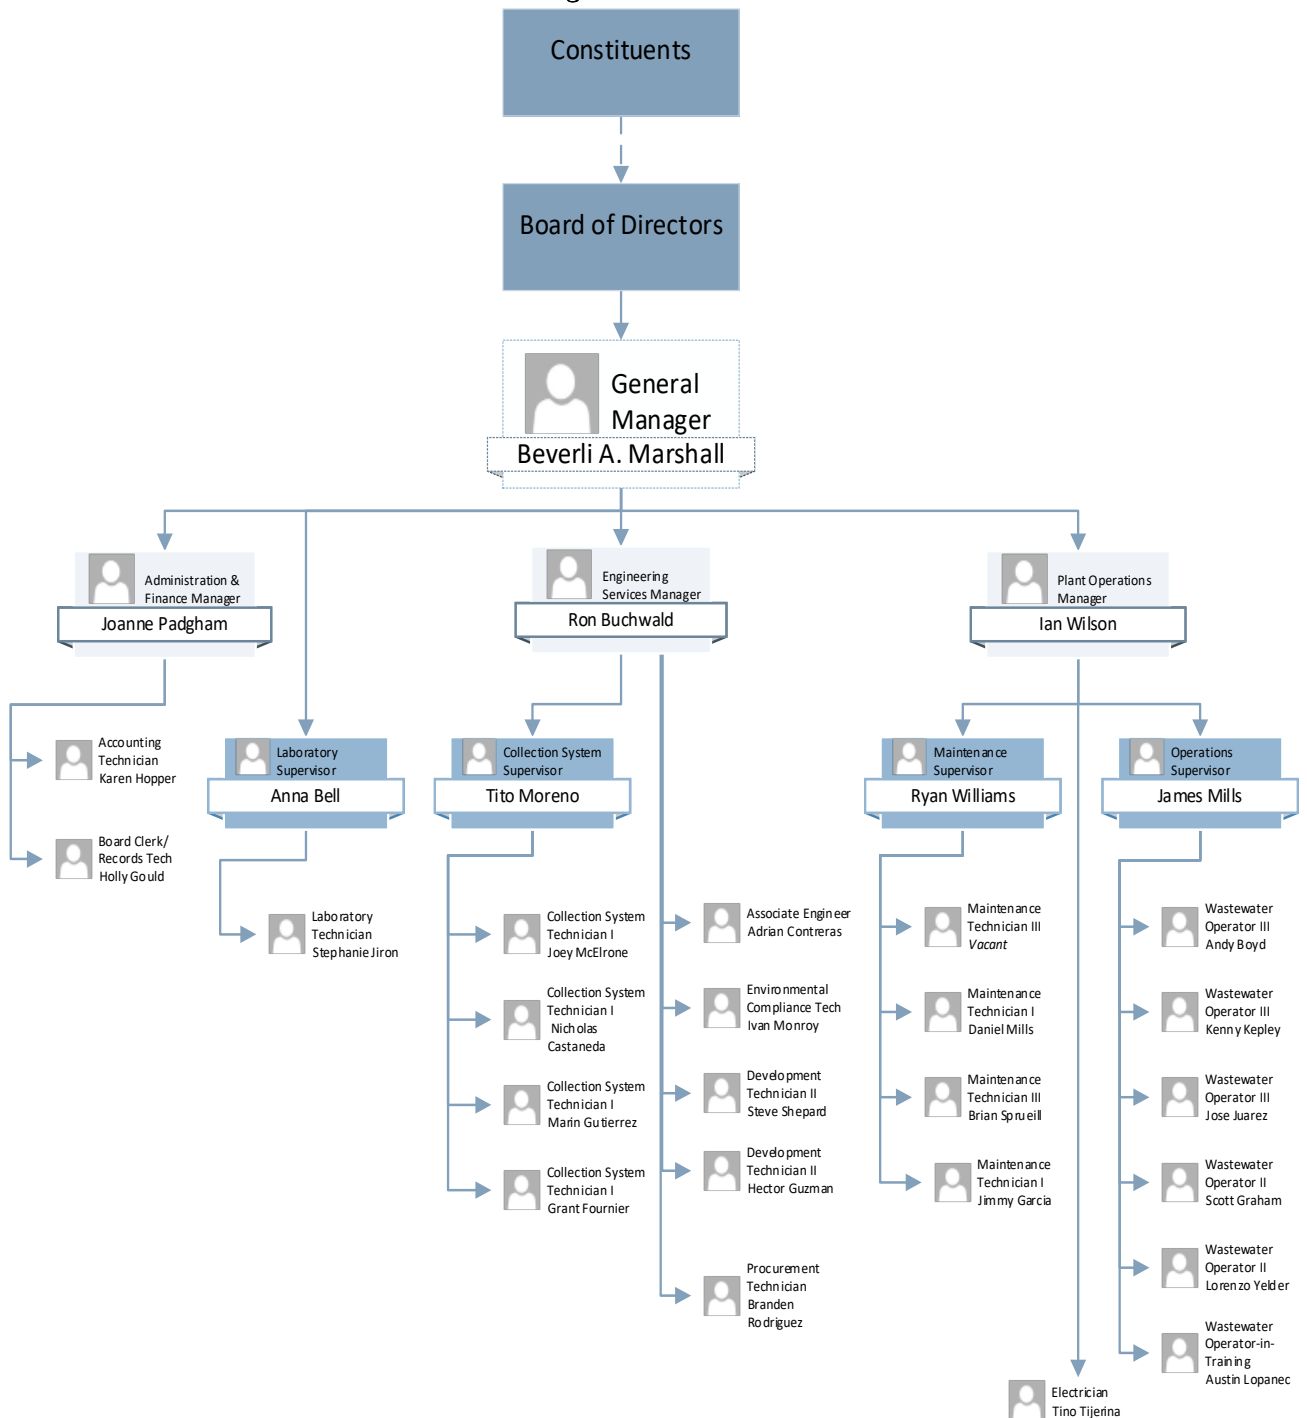 Constituents
Board of Directors
General
Manager
Beverli A. Marshall
Administration &
Finance Manager
Joanne Padgham
Engineering
Services Manager
Ron Buchwald
Plant Operations
Manager
Ian Wilson
Accounting
Technician
Karen Hopper
Board Clerk/
Records Tech
Holly Gould
Laboratory
Supervisor
Anna Bell
Laboratory
Technician
Stephanie Jiron
Collection System
Supervisor
Tito Moreno
Collection System
Technician I
Joey McElrone
Collection System
Technician I
Nicholas
Castaneda
Collection System
Technician I
Marin Gutierrez
Collection System
Technician I
Grant Fournier
Associate Engineer
Adrian Contreras
Environmental
Compliance Tech
Ivan Monroy
Development
Technician II
Steve Shepard
Development
Technician II
Hector Guzman
Procurement
Technician
Branden
Rodriguez
Maintenance
Supervisor
Ryan Williams
Maintenance
Technician III
Vacant
Maintenance
Technician I
Daniel Mills
Maintenance
Technician III
Brian Sprueill
Maintenance
Technician I
Jimmy Garcia
Operations
Supervisor
James Mills
Wastewater
Operator III
Andy Boyd
Wastewater
Operator III
Kenny Kepley
Wastewater
Operator III
Jose Juarez
Wastewater
Operator II
Scott Graham
Wastewater
Operator II
Lorenzo Yelder
Wastewater
Operator-in-
Training
Austin Lopanec
Electrician
Tino Tijerina